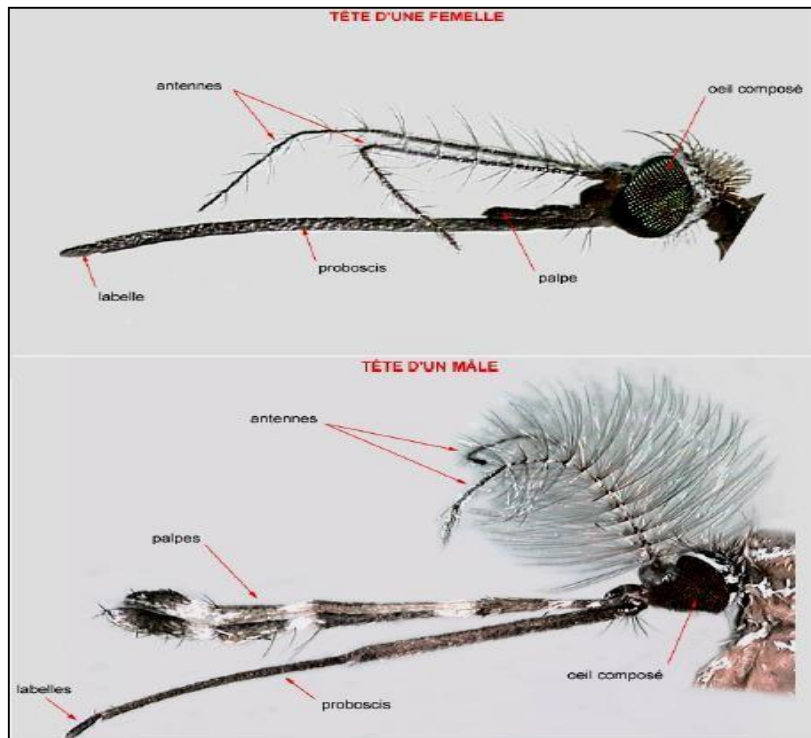 TÊTE D'UNE FEMELLE
antennes
oeil composé
proboscis
palpe
labelle
TÊTE D'UN MÂLE
antennes
palpes
oeil composé
labelles
proboscis